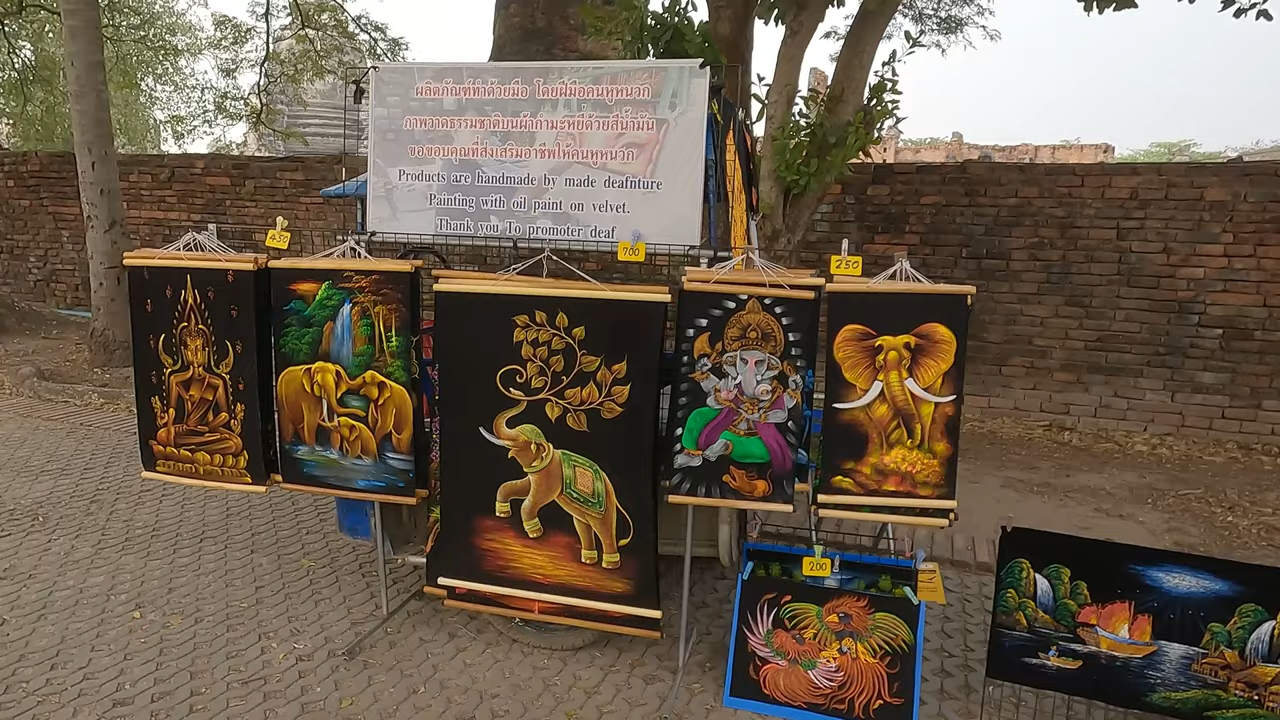 ผลิตภัณฑ์ทำด้วยมือ โดยฝีมือคนหูหนวก
ภาพวาดธรรมชาติบนผ้ากำมะหยี่ด้วยสีน้ำมัน
ขอขอบคุณที่ส่งเสริมอาชีพให้คนหูหนวก
Products are handmade by made deafnture
Painting with oil paint on velvet.
Thank you To promoter deaf
450
700
250
200